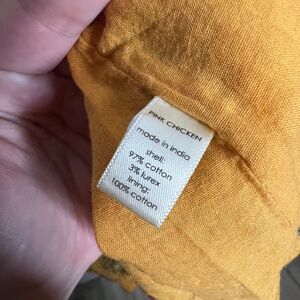 PINK CHICKEN
made in india
shell:
97% cotton
3% lurex
lining:
100% cotton